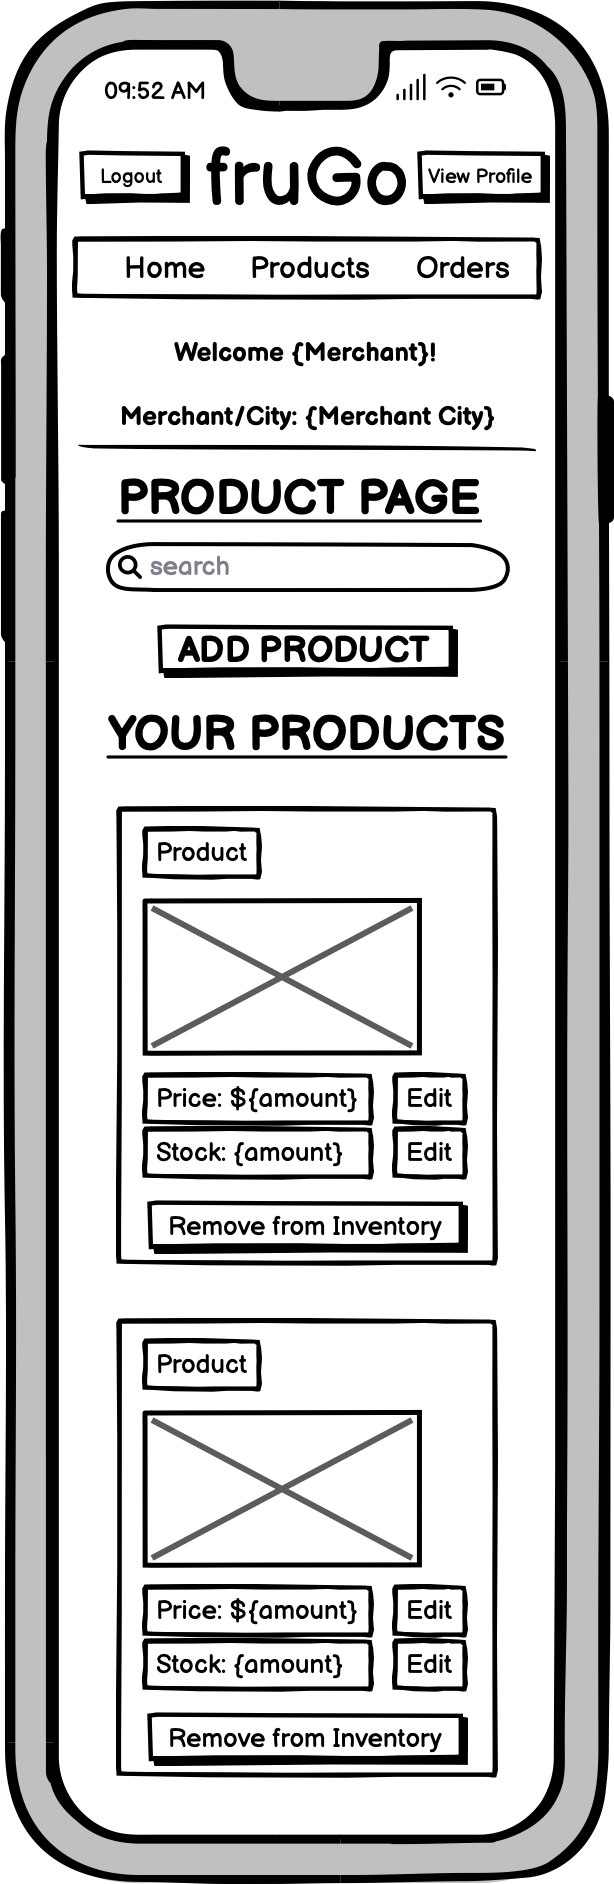 09:52 AM
Logout fruGo View Profile
Home Products Orders
Welcome {Merchant}!
Merchant/City: {Merchant City}
PRODUCT PAGE
search
ADD PRODUCT
YOUR PRODUCTS
Product
Price: ${amount} Edit
Stock: {amount} Edit
Remove from Inventory
Product
Price: ${amount} Edit
Stock: {amount} Edit
Remove from Inventory